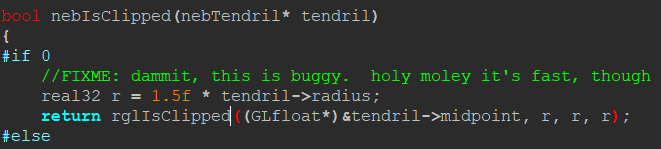 bool nebIsClipped(nebTendril* tendril)
{
#if 0
    //FIXME: dammit, this is buggy.  holy moley it's fast, though
    real32 r = 1.5f * tendril->radius;
    return rglIsClipped((GLfloat*)&tendril->midpoint, r, r, r);
#else